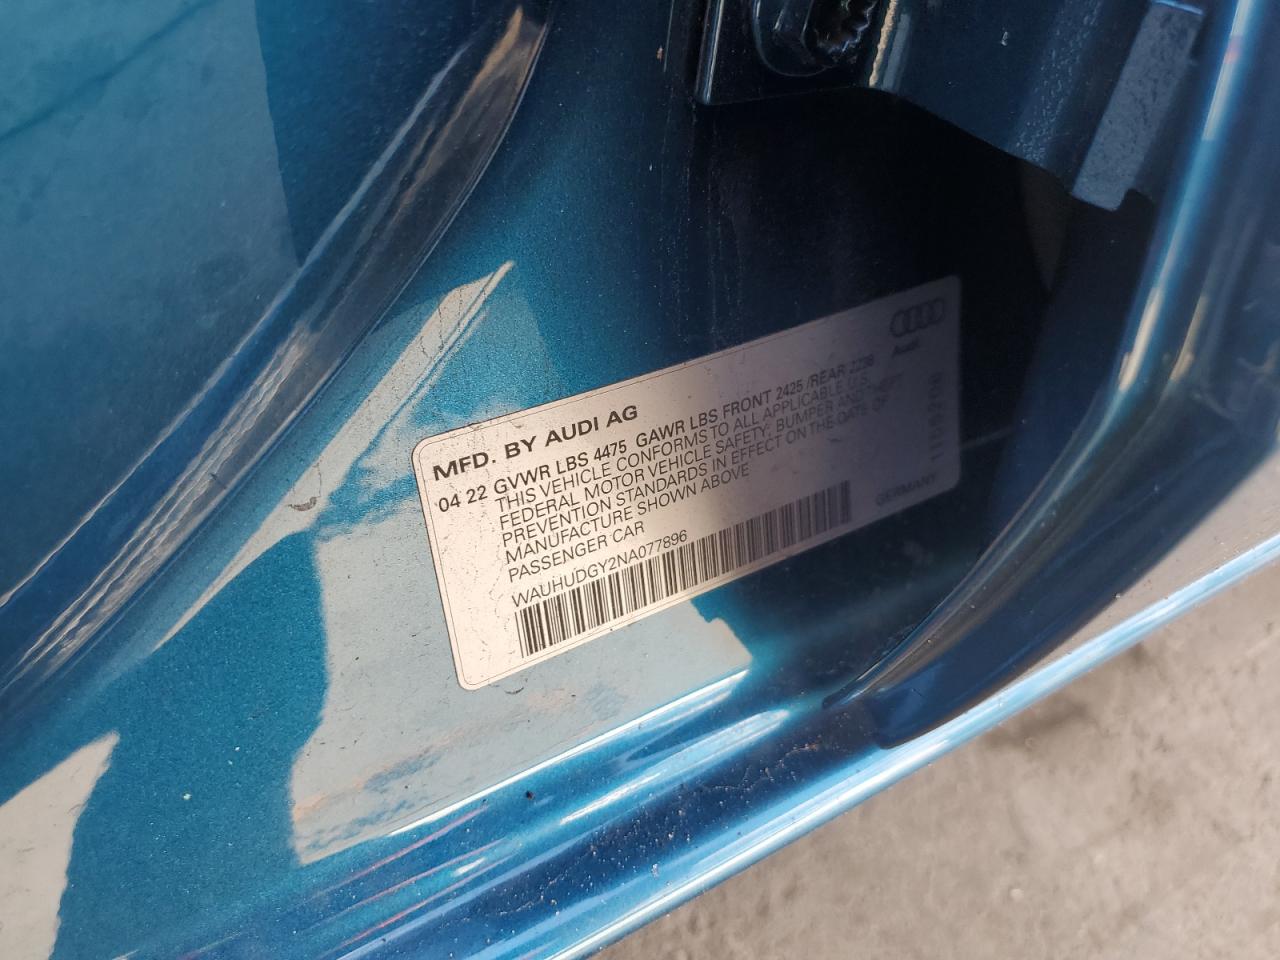 MFD. BY AUDI AG
04 22 GVWR LBS 4475 GAWR LBS FRONT 2425 /REAR
THIS VEHICLE CONFORMS TO ALL APPLICABLE U.S.
FEDERAL MOTOR VEHICLE SAFETY, BUMPER AND THEFT
PREVENTION STANDARDS IN EFFECT ON THE DATE OF
MANUFACTURE SHOWN ABOVE
PASSENGER CAR
WAUHUDGY2NA077896
GERMANY
Audi